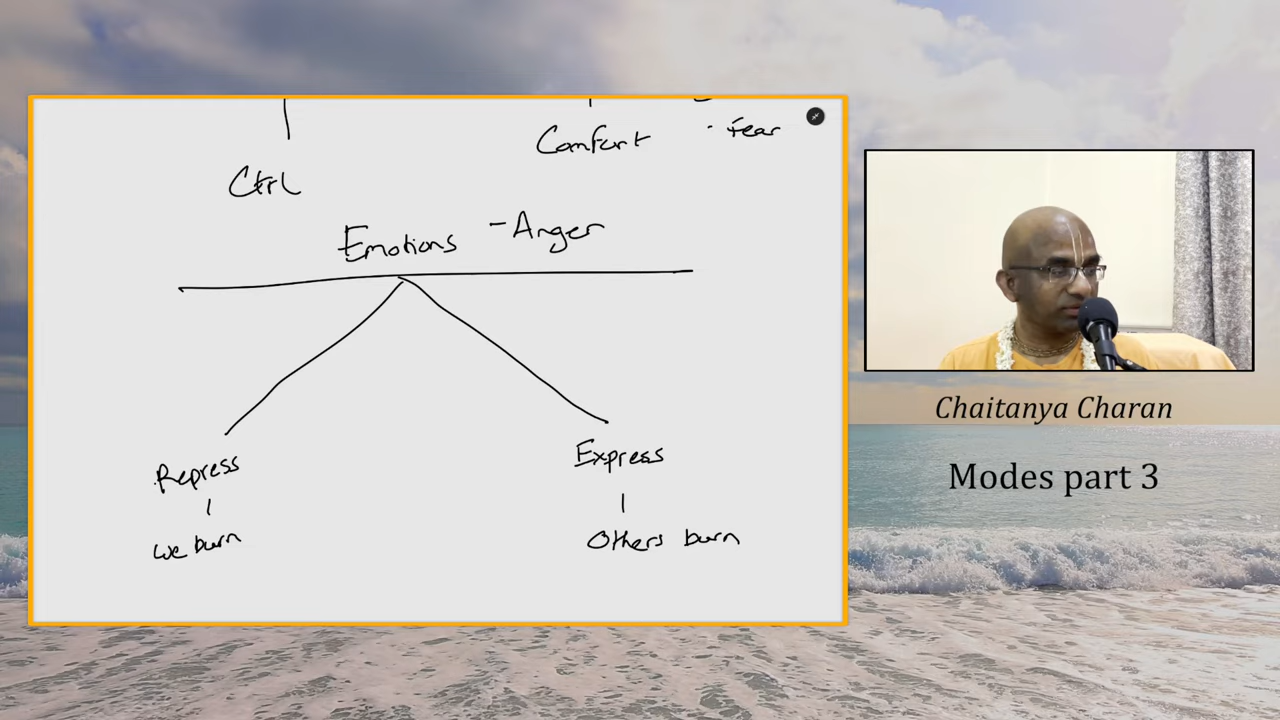 Comfort
· fear
Ctrl
Emotions - Anger
Repress
Express
we burn
Others burn
Chaitanya Charan
Modes part 3